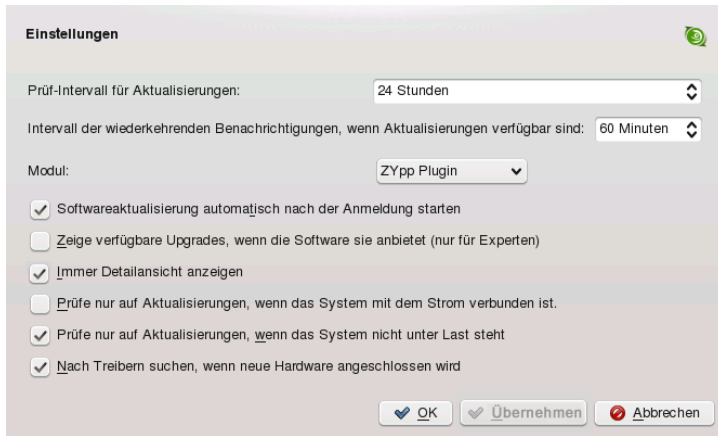 Einstellungen
Prüf-Intervall für Aktualisierungen: 24 Stunden
Intervall der wiederkehrenden Benachrichtigungen, wenn Aktualisierungen verfügbar sind: 60 Minuten
Modul: ZYpp Plugin
Softwareaktualisierung automatisch nach der Anmeldung starten
Zeige verfügbare Upgrades, wenn die Software sie anbietet (nur für Experten)
Immer Detailansicht anzeigen
Prüfe nur auf Aktualisierungen, wenn das System mit dem Strom verbunden ist.
Prüfe nur auf Aktualisierungen, wenn das System nicht unter Last steht
Nach Treibern suchen, wenn neue Hardware angeschlossen wird
OK Übernehmen Abbrechen